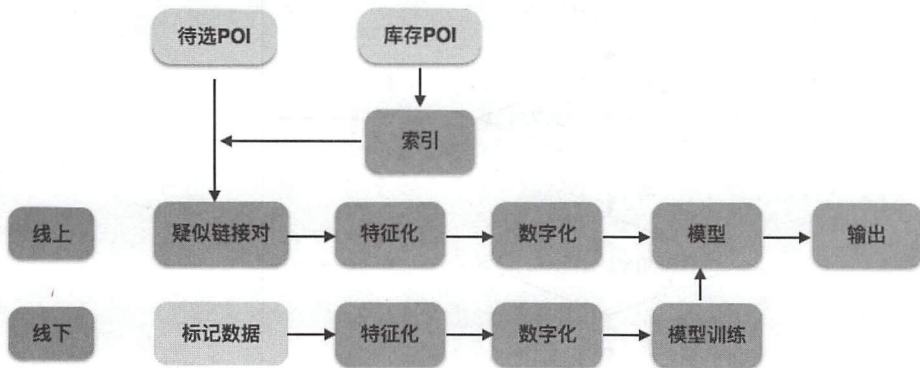 待选POI
库存POI
索引
线上
疑似链接对
特征化
数字化
模型
输出
线下
标记数据
特征化
数字化
模型训练